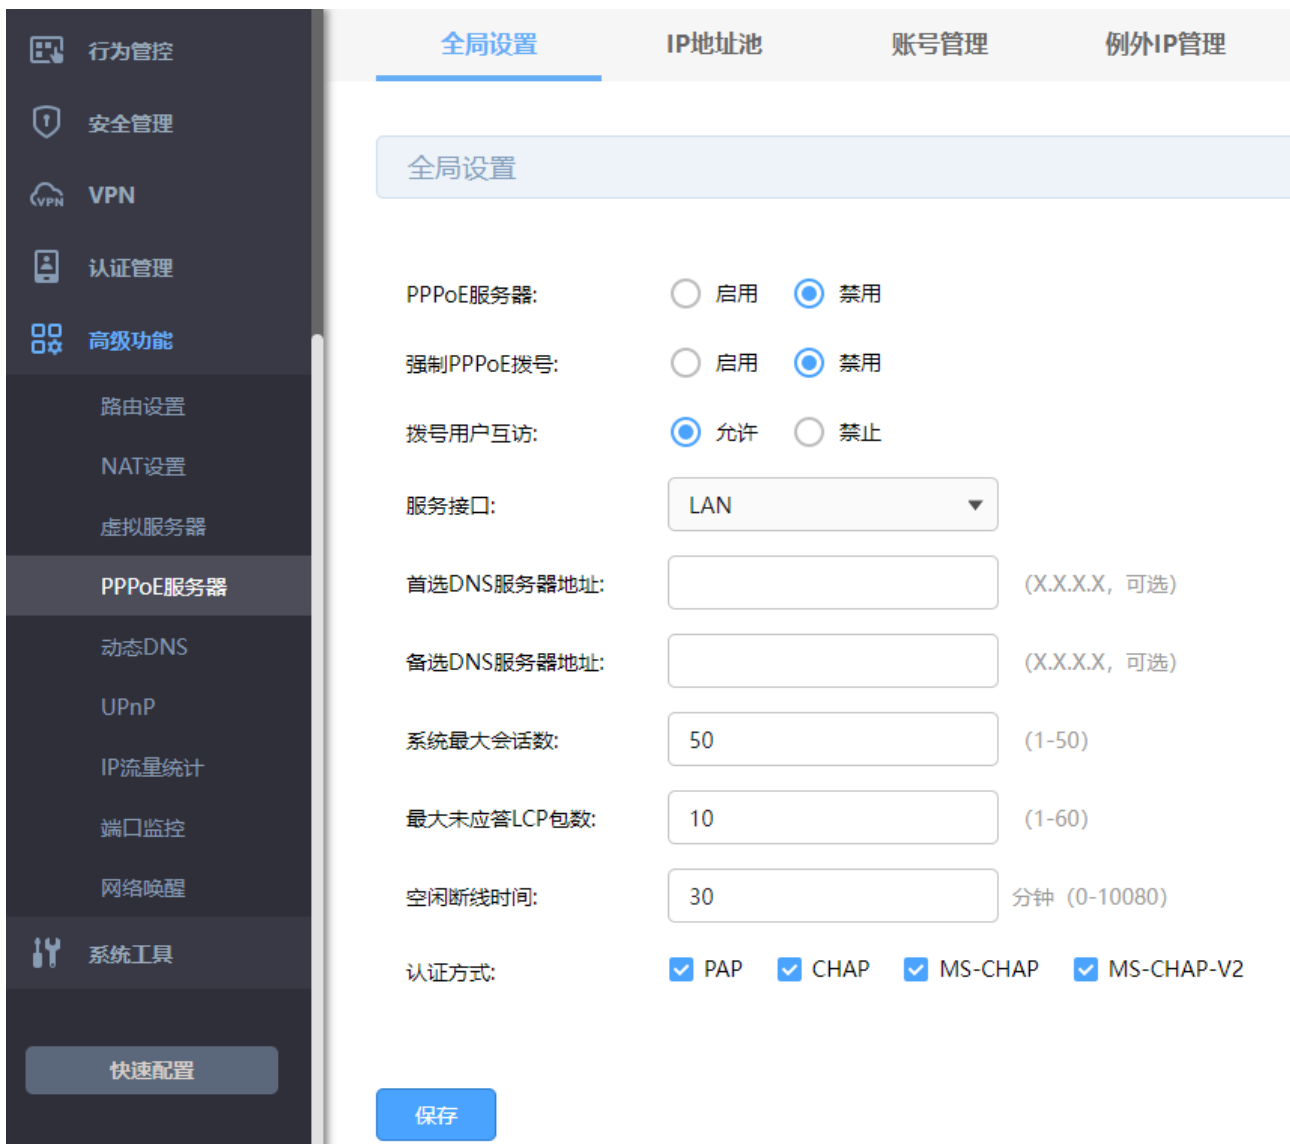 行为管控
安全管理
VPN
VPN
认证管理
高级功能
路由设置
NAT设置
虚拟服务器
PPPoE服务器
动态DNS
UPnP
IP流量统计
端口监控
网络唤醒
系统工具
快速配置
全局设置 IP地址池 账号管理 例外IP管理
全局设置
PPPoE服务器: 启用 禁用
强制PPPoE拨号: 启用 禁用
拨号用户互访: 允许 禁止
服务接口: LAN
首选DNS服务器地址: (X.X.X.X, 可选)
备选DNS服务器地址: (X.X.X.X, 可选)
系统最大会话数: 50 (1-50)
最大未应答LCP包数: 10 (1-60)
空闲断线时间: 30 分钟 (0-10080)
认证方式: PAP CHAP MS-CHAP MS-CHAP-V2
保存